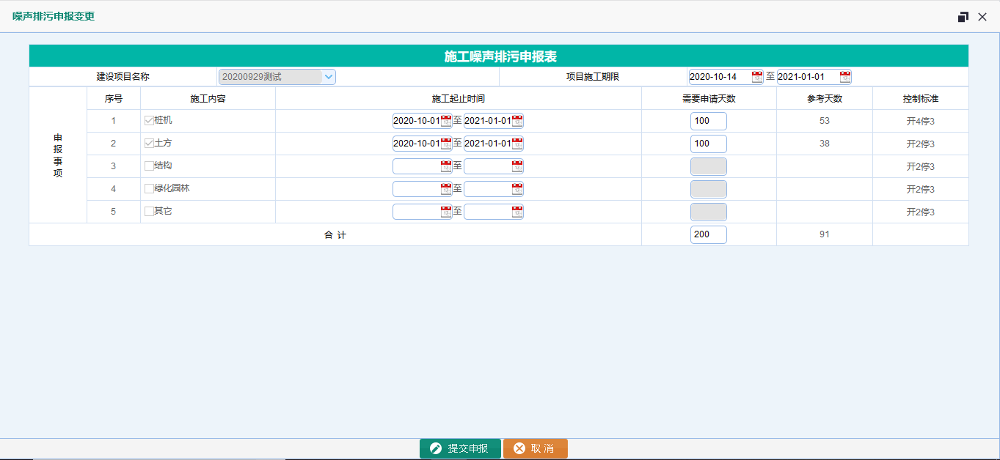 噪声排污申报变更
施工噪声排污申报表
建设项目名称 20200929测试 项目施工期限 2020-10-14 至 2021-01-01
申报事项
序号 施工内容 施工起止时间 需要申请天数 参考天数 控制标准
1 桩机 2020-10-01 至 2021-01-01 100 53 开4停3
2 土方 2020-10-01 至 2021-01-01 100 38 开2停3
3 结构 至 开2停3
4 绿化园林 至 开2停3
5 其它 至 开2停3
合 计 200 91
提交申报 取 消